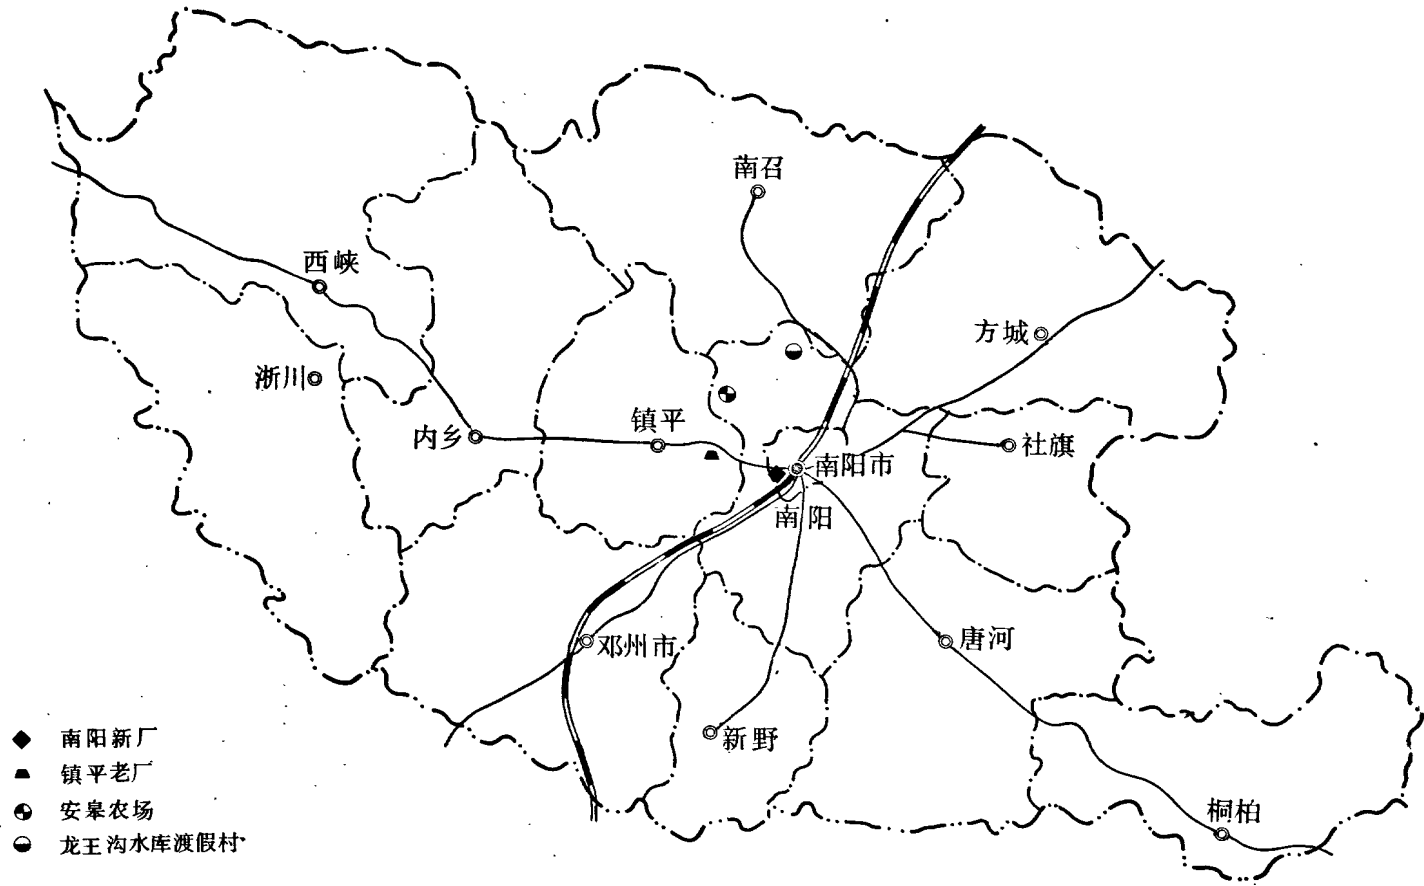 南召
西峡
方城
浙川
镇平
内乡
社旗
南阳市
南阳
邓州市
唐河
新野
桐柏
南阳新厂
镇平老厂
安皋农场
龙王沟水库渡假村